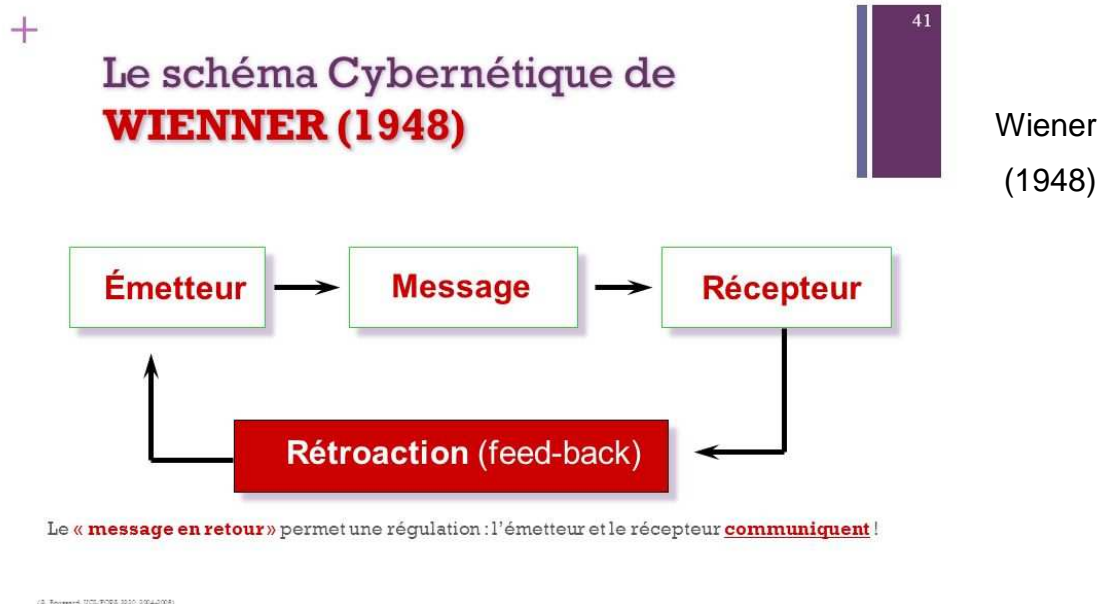 +
41
Le schéma Cybernétique de
WIENNER (1948)
Wiener
(1948)
Émetteur
Message
Récepteur
Rétroaction (feed-back)
Le « message en retour » permet une régulation : l'émetteur et le récepteur communiquent !